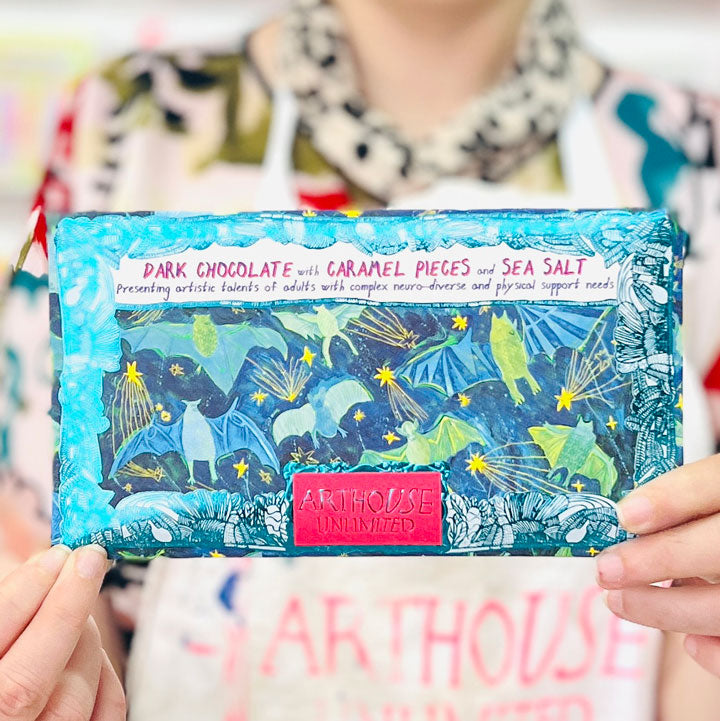 DARK CHOCOLATE with CARAMEL PIECES and SEA SALT
Presenting artistic talents of adults with complex neuro-diverse and physical support needs
ARTHOUSE
UNLIMITED
ARTHOUSE
UNLIMITED